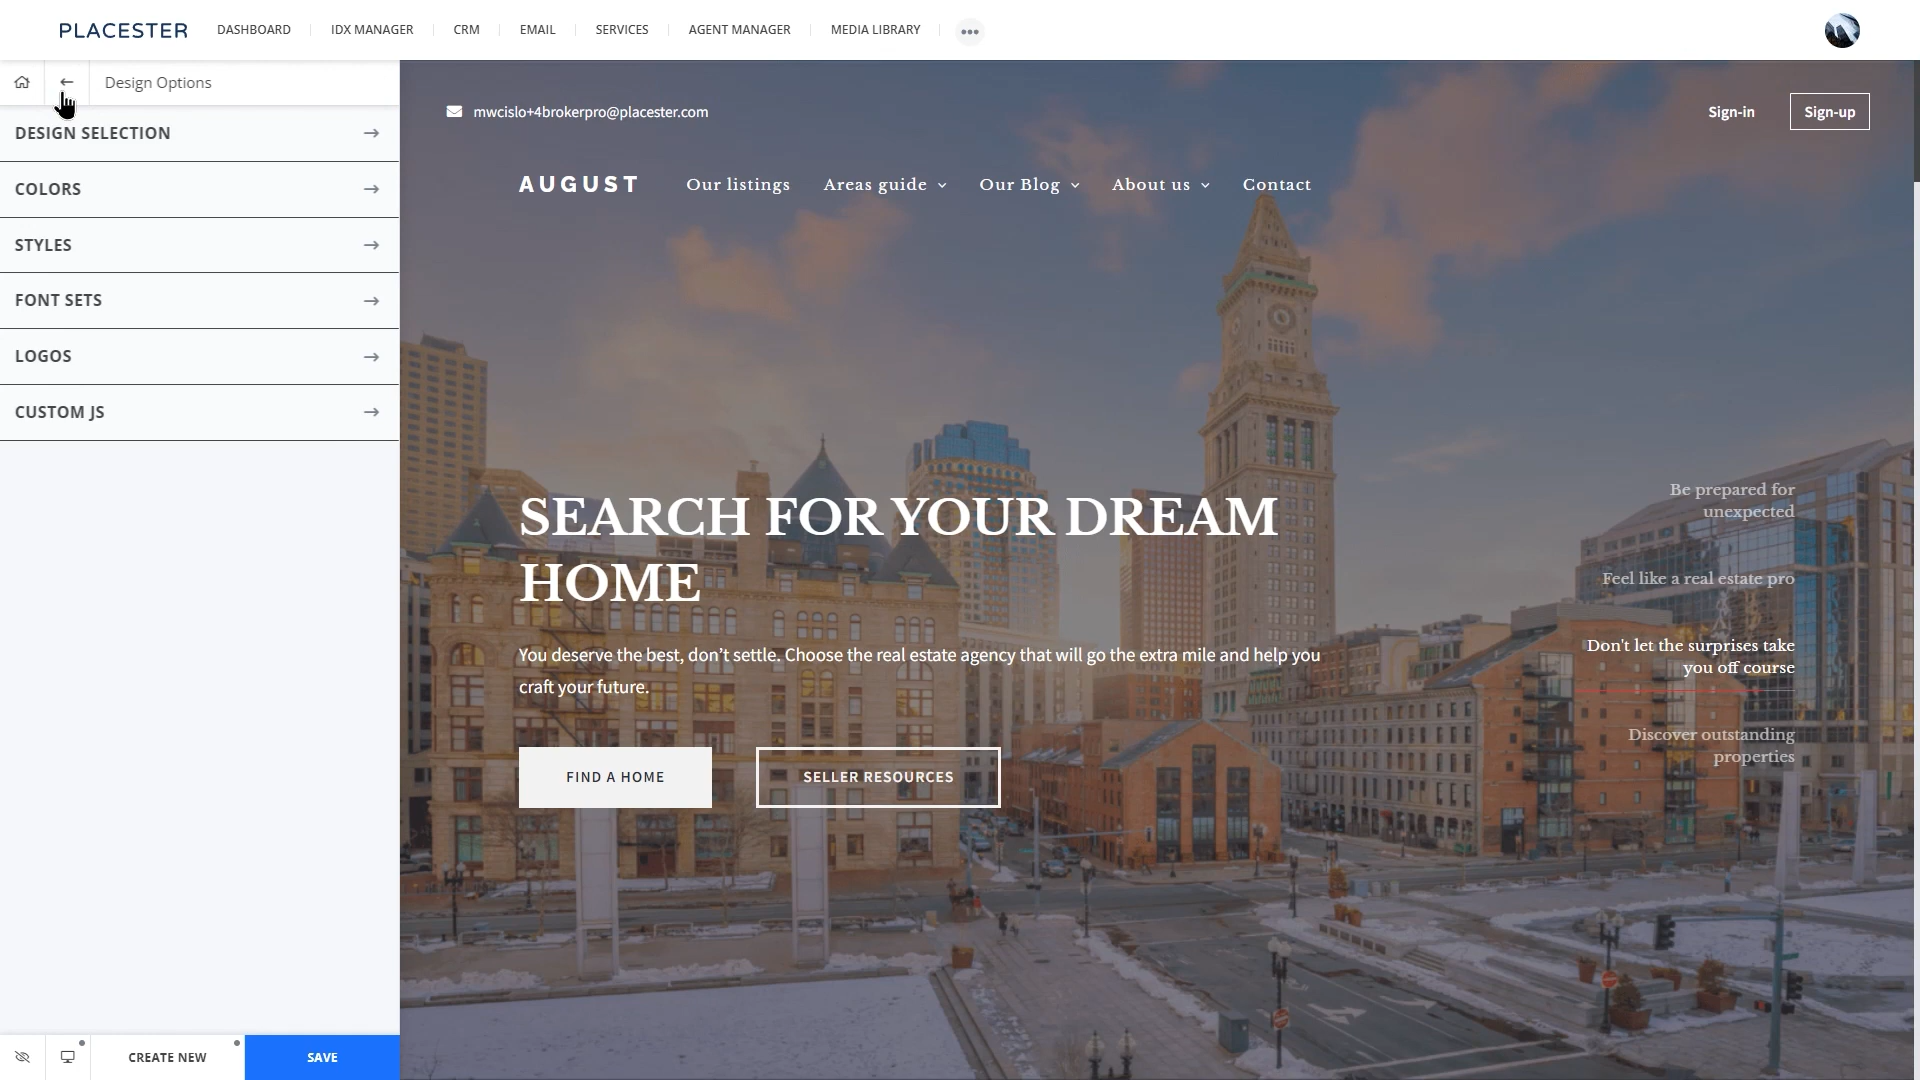 PLACESTER
DASHBOARD
IDX MANAGER
CRM
EMAIL
SERVICES
AGENT MANAGER
MEDIA LIBRARY
Design Options
DESIGN SELECTION
COLORS
STYLES
FONT SETS
LOGOS
CUSTOM JS
CREATE NEW
SAVE
mwcislo+4brokerpro@placester.com
Sign-in
Sign-up
AUGUST
Our listings
Areas guide
Our Blog
About us
Contact
SEARCH FOR YOUR DREAM
HOME
You deserve the best, don’t settle. Choose the real estate agency that will go the extra mile and help you
craft your future.
FIND A HOME
SELLER RESOURCES
Be prepared for
unexpected
Feel like a real estate pro
Don't let the surprises take
you off course
Discover outstanding
properties